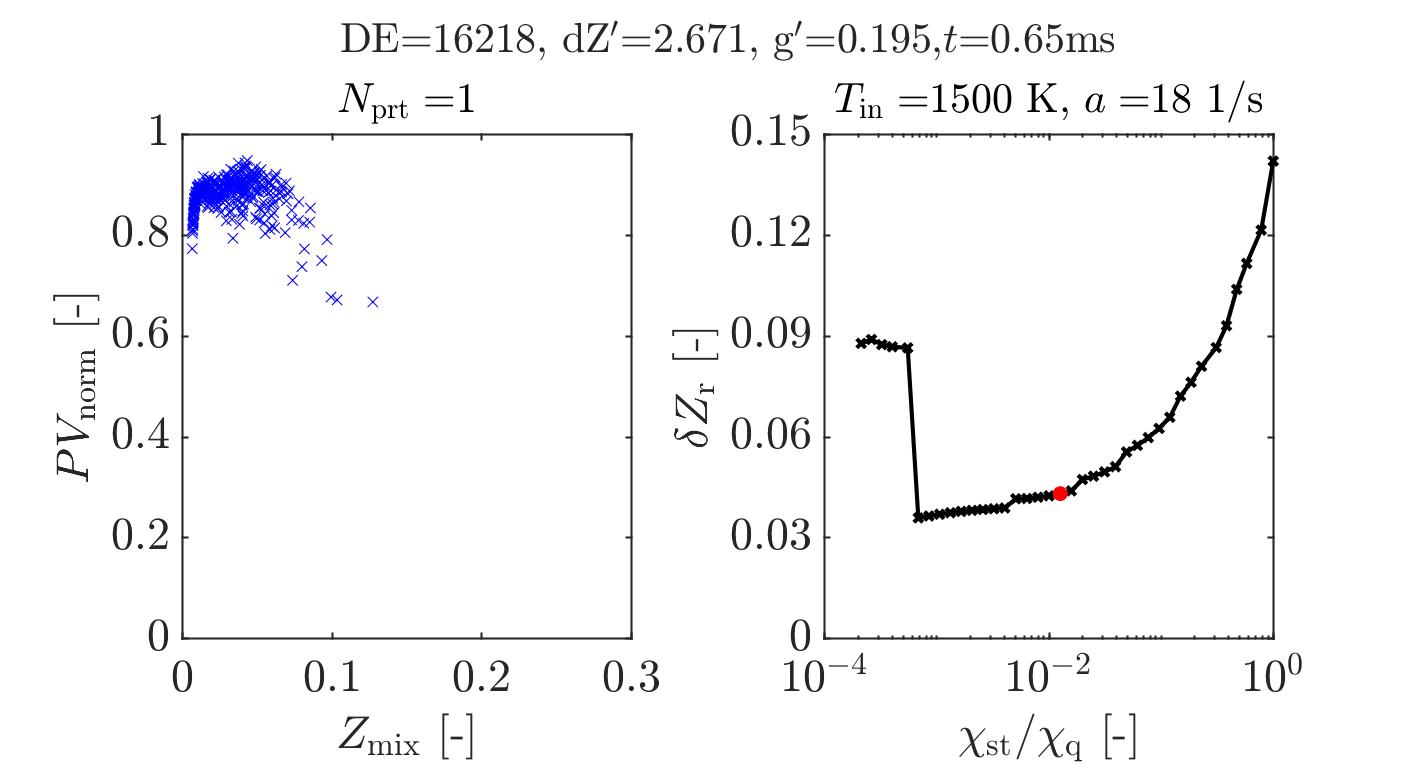 DE=16218, dZ′=2.671, g′=0.195,t=0.65ms
N_prt =1
T_in =1500 K, a =18 1/s
1
0.8
0.6
0.4
0.2
0
PV_norm [-]
0
0.1
0.2
0.3
Z_mix [-]
0.15
0.12
0.09
0.06
0.03
0
δZ_r [-]
10^−4
10^−2
10^0
χ_st/χ_q [-]